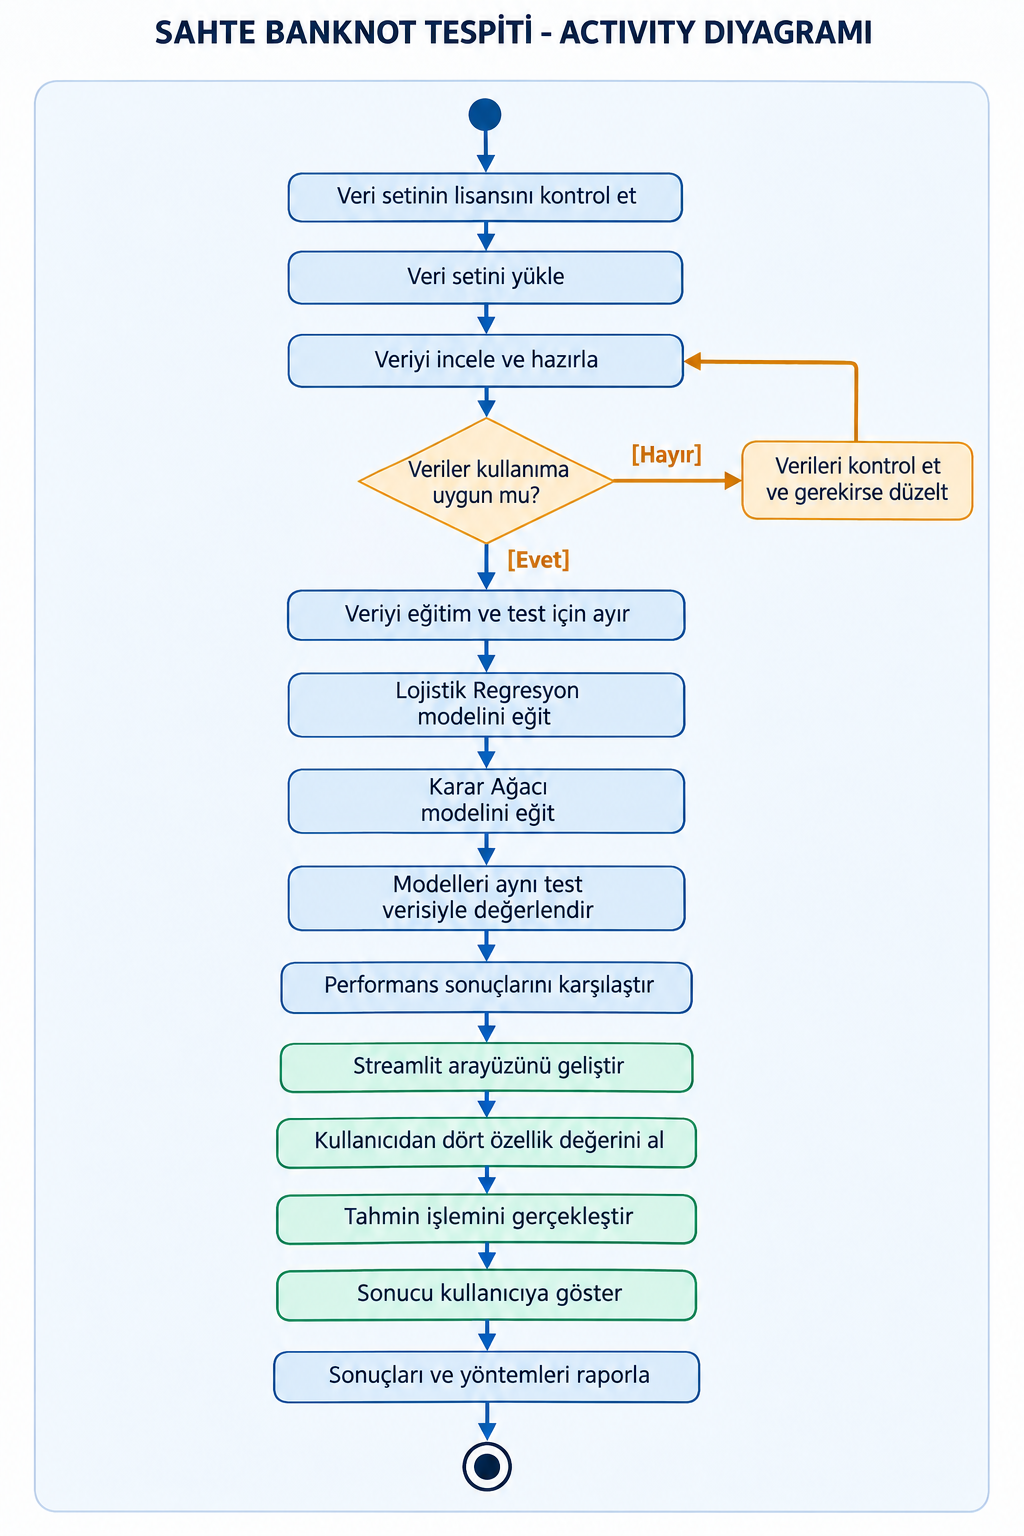 SAHTE BANKNOT TESPİTİ - ACTIVITY DIYAGRAMI
Veri setinin lisansını kontrol et
Veri setini yükle
Veriyi incele ve hazırla
Veriler kullanıma
uygun mu?
[Hayır]
Verileri kontrol et
ve gerekirse düzelt
[Evet]
Veriyi eğitim ve test için ayır
Lojistik Regresyon
modelini eğit
Karar Ağacı
modelini eğit
Modelleri aynı test
verisiyle değerlendir
Performans sonuçlarını karşılaştır
Streamlit arayüzünü geliştir
Kullanıcıdan dört özellik değerini al
Tahmin işlemini gerçekleştir
Sonucu kullanıcıya göster
Sonuçları ve yöntemleri raporla